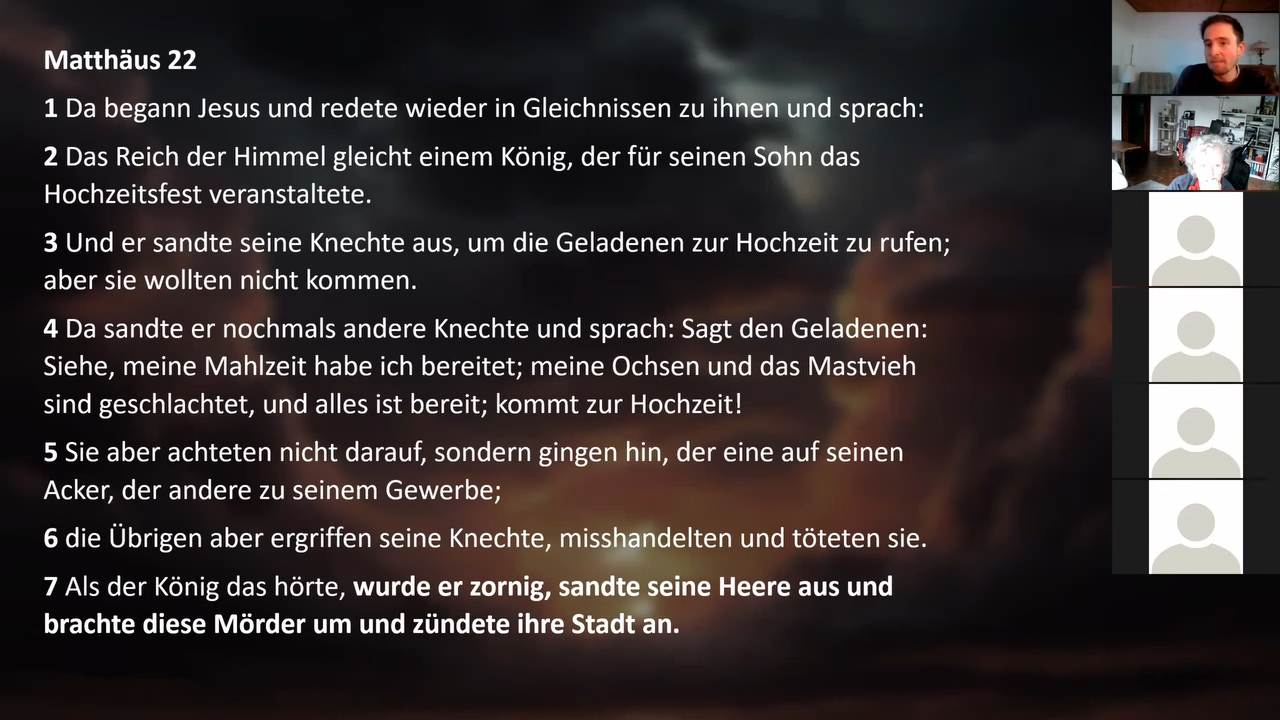 Matthäus 22
1 Da begann Jesus und redete wieder in Gleichnissen zu ihnen und sprach:
2 Das Reich der Himmel gleicht einem König, der für seinen Sohn das
Hochzeitsfest veranstaltete.
3 Und er sandte seine Knechte aus, um die Geladenen zur Hochzeit zu rufen;
aber sie wollten nicht kommen.
4 Da sandte er nochmals andere Knechte und sprach: Sagt den Geladenen:
Siehe, meine Mahlzeit habe ich bereitet; meine Ochsen und das Mastvieh
sind geschlachtet, und alles ist bereit; kommt zur Hochzeit!
5 Sie aber achteten nicht darauf, sondern gingen hin, der eine auf seinen
Acker, der andere zu seinem Gewerbe;
6 die Übrigen aber ergriffen seine Knechte, misshandelten und töteten sie.
7 Als der König das hörte, wurde er zornig, sandte seine Heere aus und
brachte diese Mörder um und zündete ihre Stadt an.